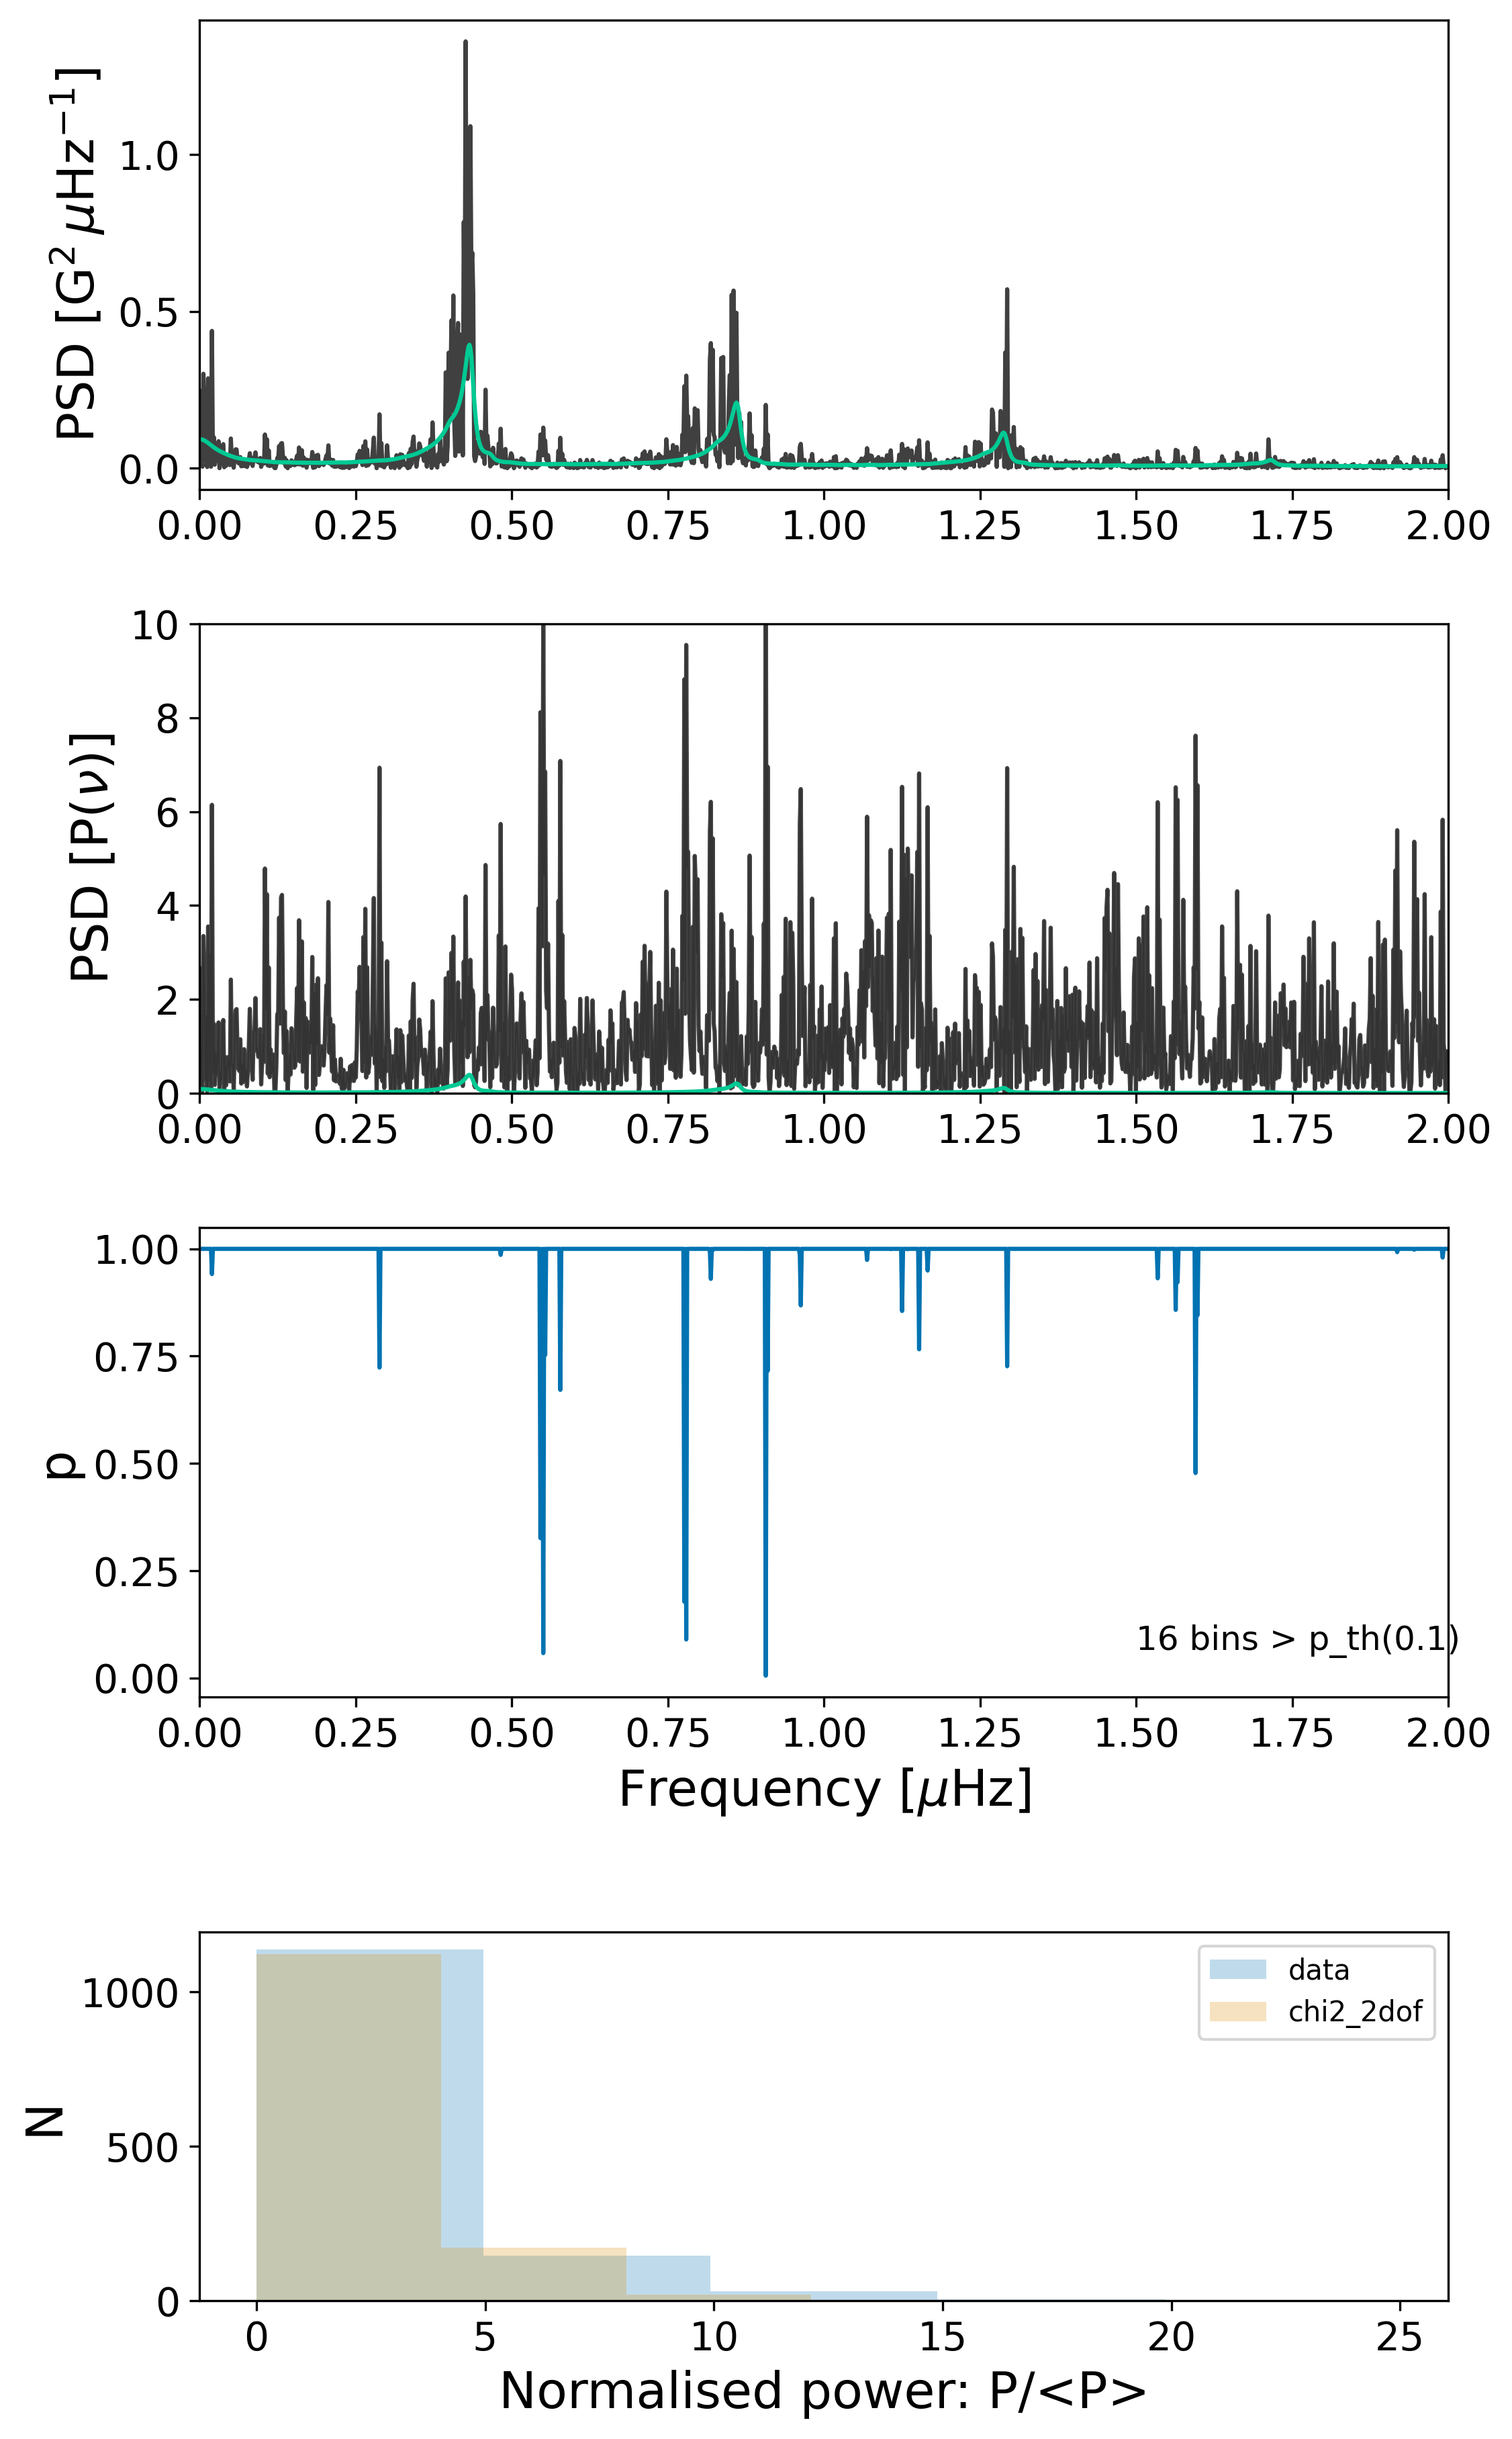 PSD [G² μHz⁻¹]
1.0
0.5
0.0
0.00 0.25 0.50 0.75 1.00 1.25 1.50 1.75 2.00
PSD [P(ν)]
10
8
6
4
2
0
0.00 0.25 0.50 0.75 1.00 1.25 1.50 1.75 2.00
p
1.00
0.75
0.50
0.25
0.00
16 bins > p_th(0.1)
0.00 0.25 0.50 0.75 1.00 1.25 1.50 1.75 2.00
Frequency [μHz]
N
1000
500
0
data
chi2_2dof
0 5 10 15 20 25
Normalised power: P/<P>